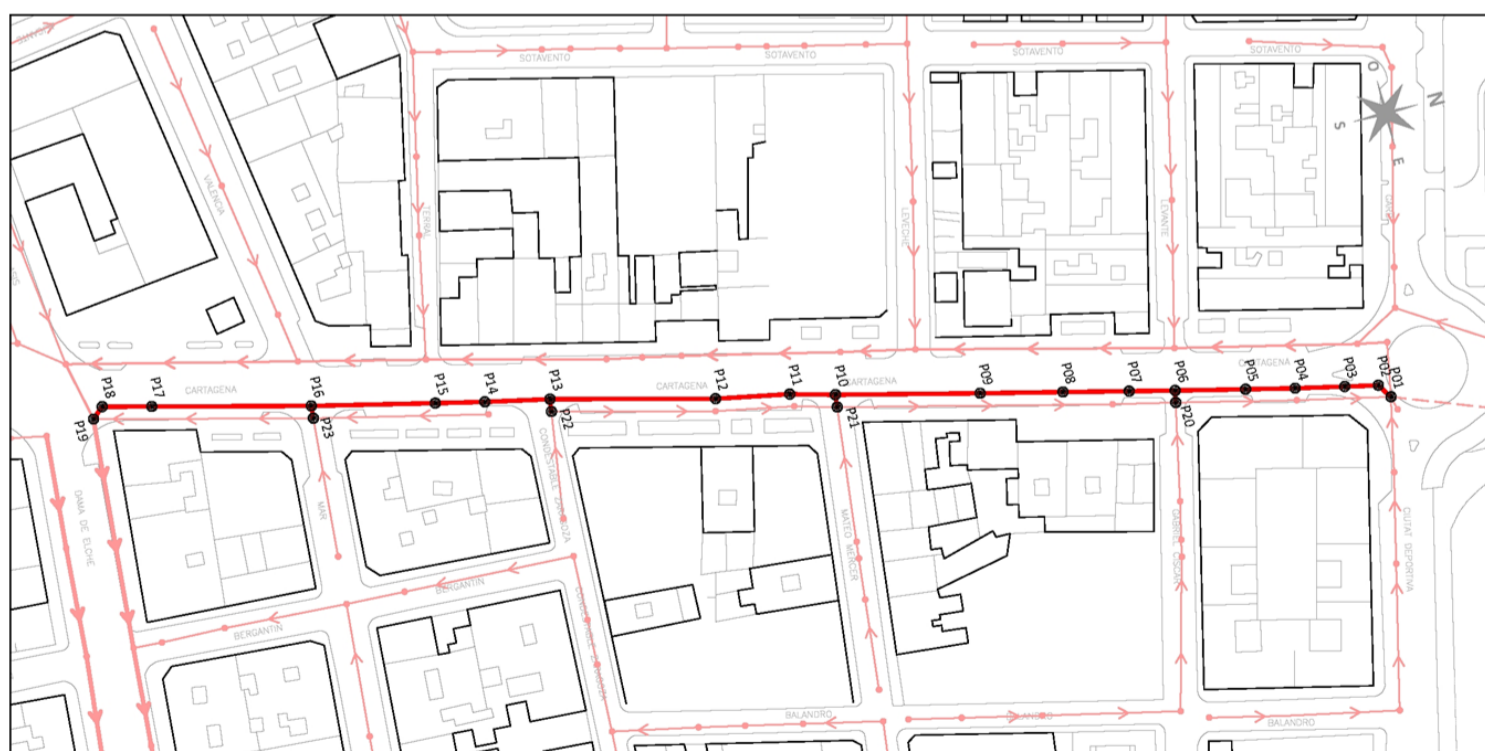 SOTAVENTO
SOTAVENTO
SOTAVENTO
SOTAVENTO
O
N
S
E
VALENCIA
TERRAL
LEVECHE
LEVANTE
CARTAGENA
CARTAGENA
CARTAGENA
CARTAGENA
P19
P18
P17
P16
P23
P15
P14
P13
P22
P12
P11
P10
P21
P09
P08
P07
P06
P20
P05
P04
P03
P02
P01
DAMA DE ELCHE
MAR
CONDESTABLE ZARAGOZA
MATEO MERCER
GABRIEL CISCAR
CIUTAT DEPORTIVA
BERGANTIN
BERGANTIN
CONDESTABLE ZARAGOZA
BALANDRO
BALANDRO
BALANDRO